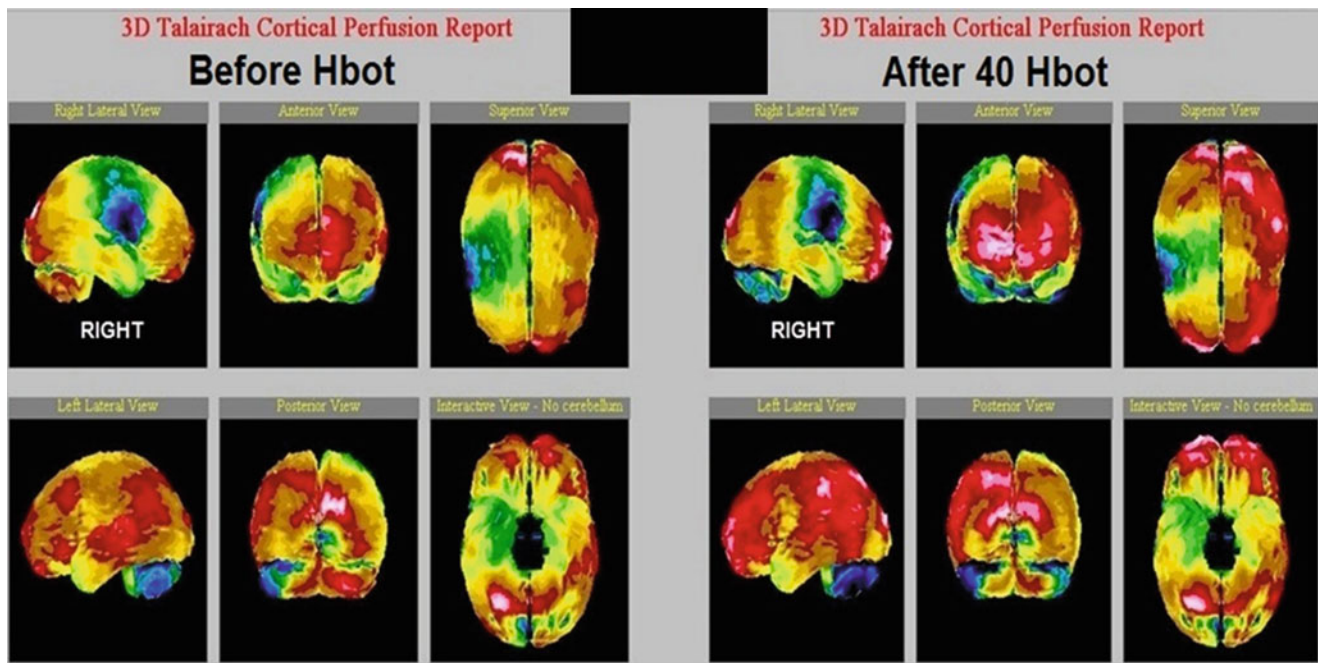 3D Talairach Cortical Perfusion Report
Before Hbot
Right Lateral View
Anterior View
Superior View
RIGHT
Left Lateral View
Posterior View
Interactive View - No cerebellum
3D Talairach Cortical Perfusion Report
After 40 Hbot
Right Lateral View
Anterior View
Superior View
RIGHT
Left Lateral View
Posterior View
Interactive View - No cerebellum